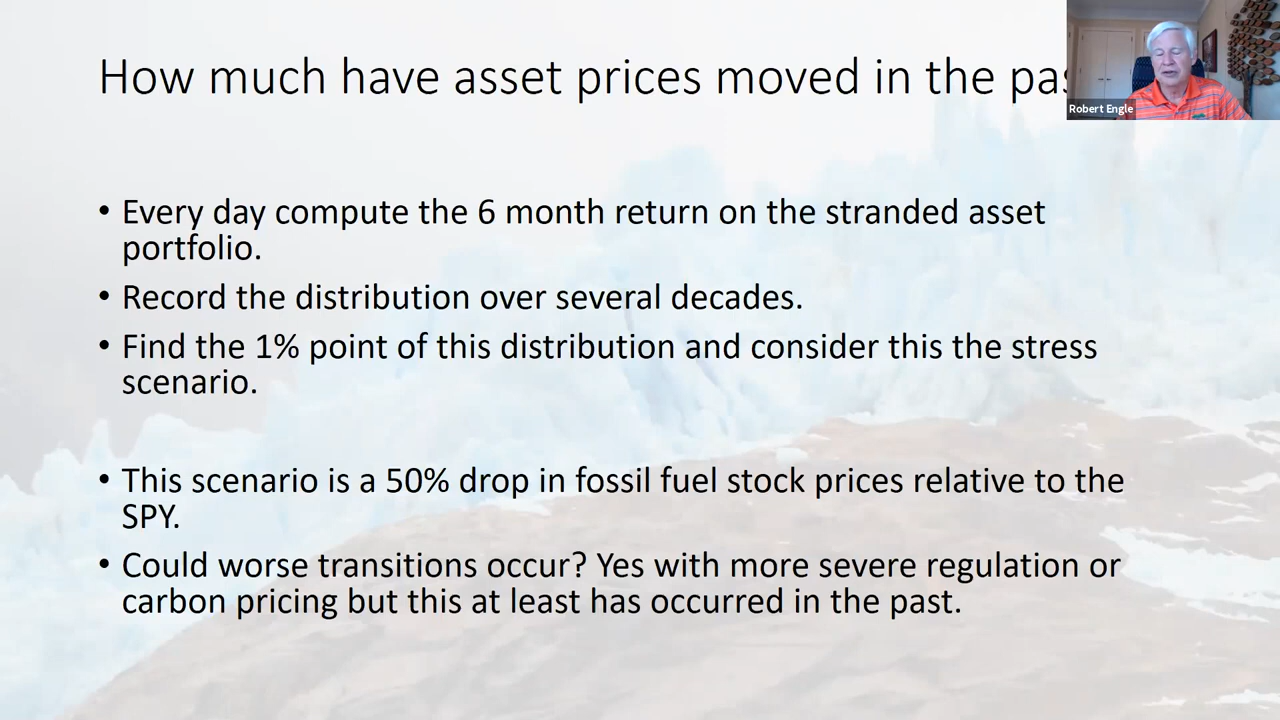 How much have asset prices moved in the pas
Robert Engle
• Every day compute the 6 month return on the stranded asset
portfolio.
• Record the distribution over several decades.
• Find the 1% point of this distribution and consider this the stress
scenario.
• This scenario is a 50% drop in fossil fuel stock prices relative to the
SPY.
• Could worse transitions occur? Yes with more severe regulation or
carbon pricing but this at least has occurred in the past.